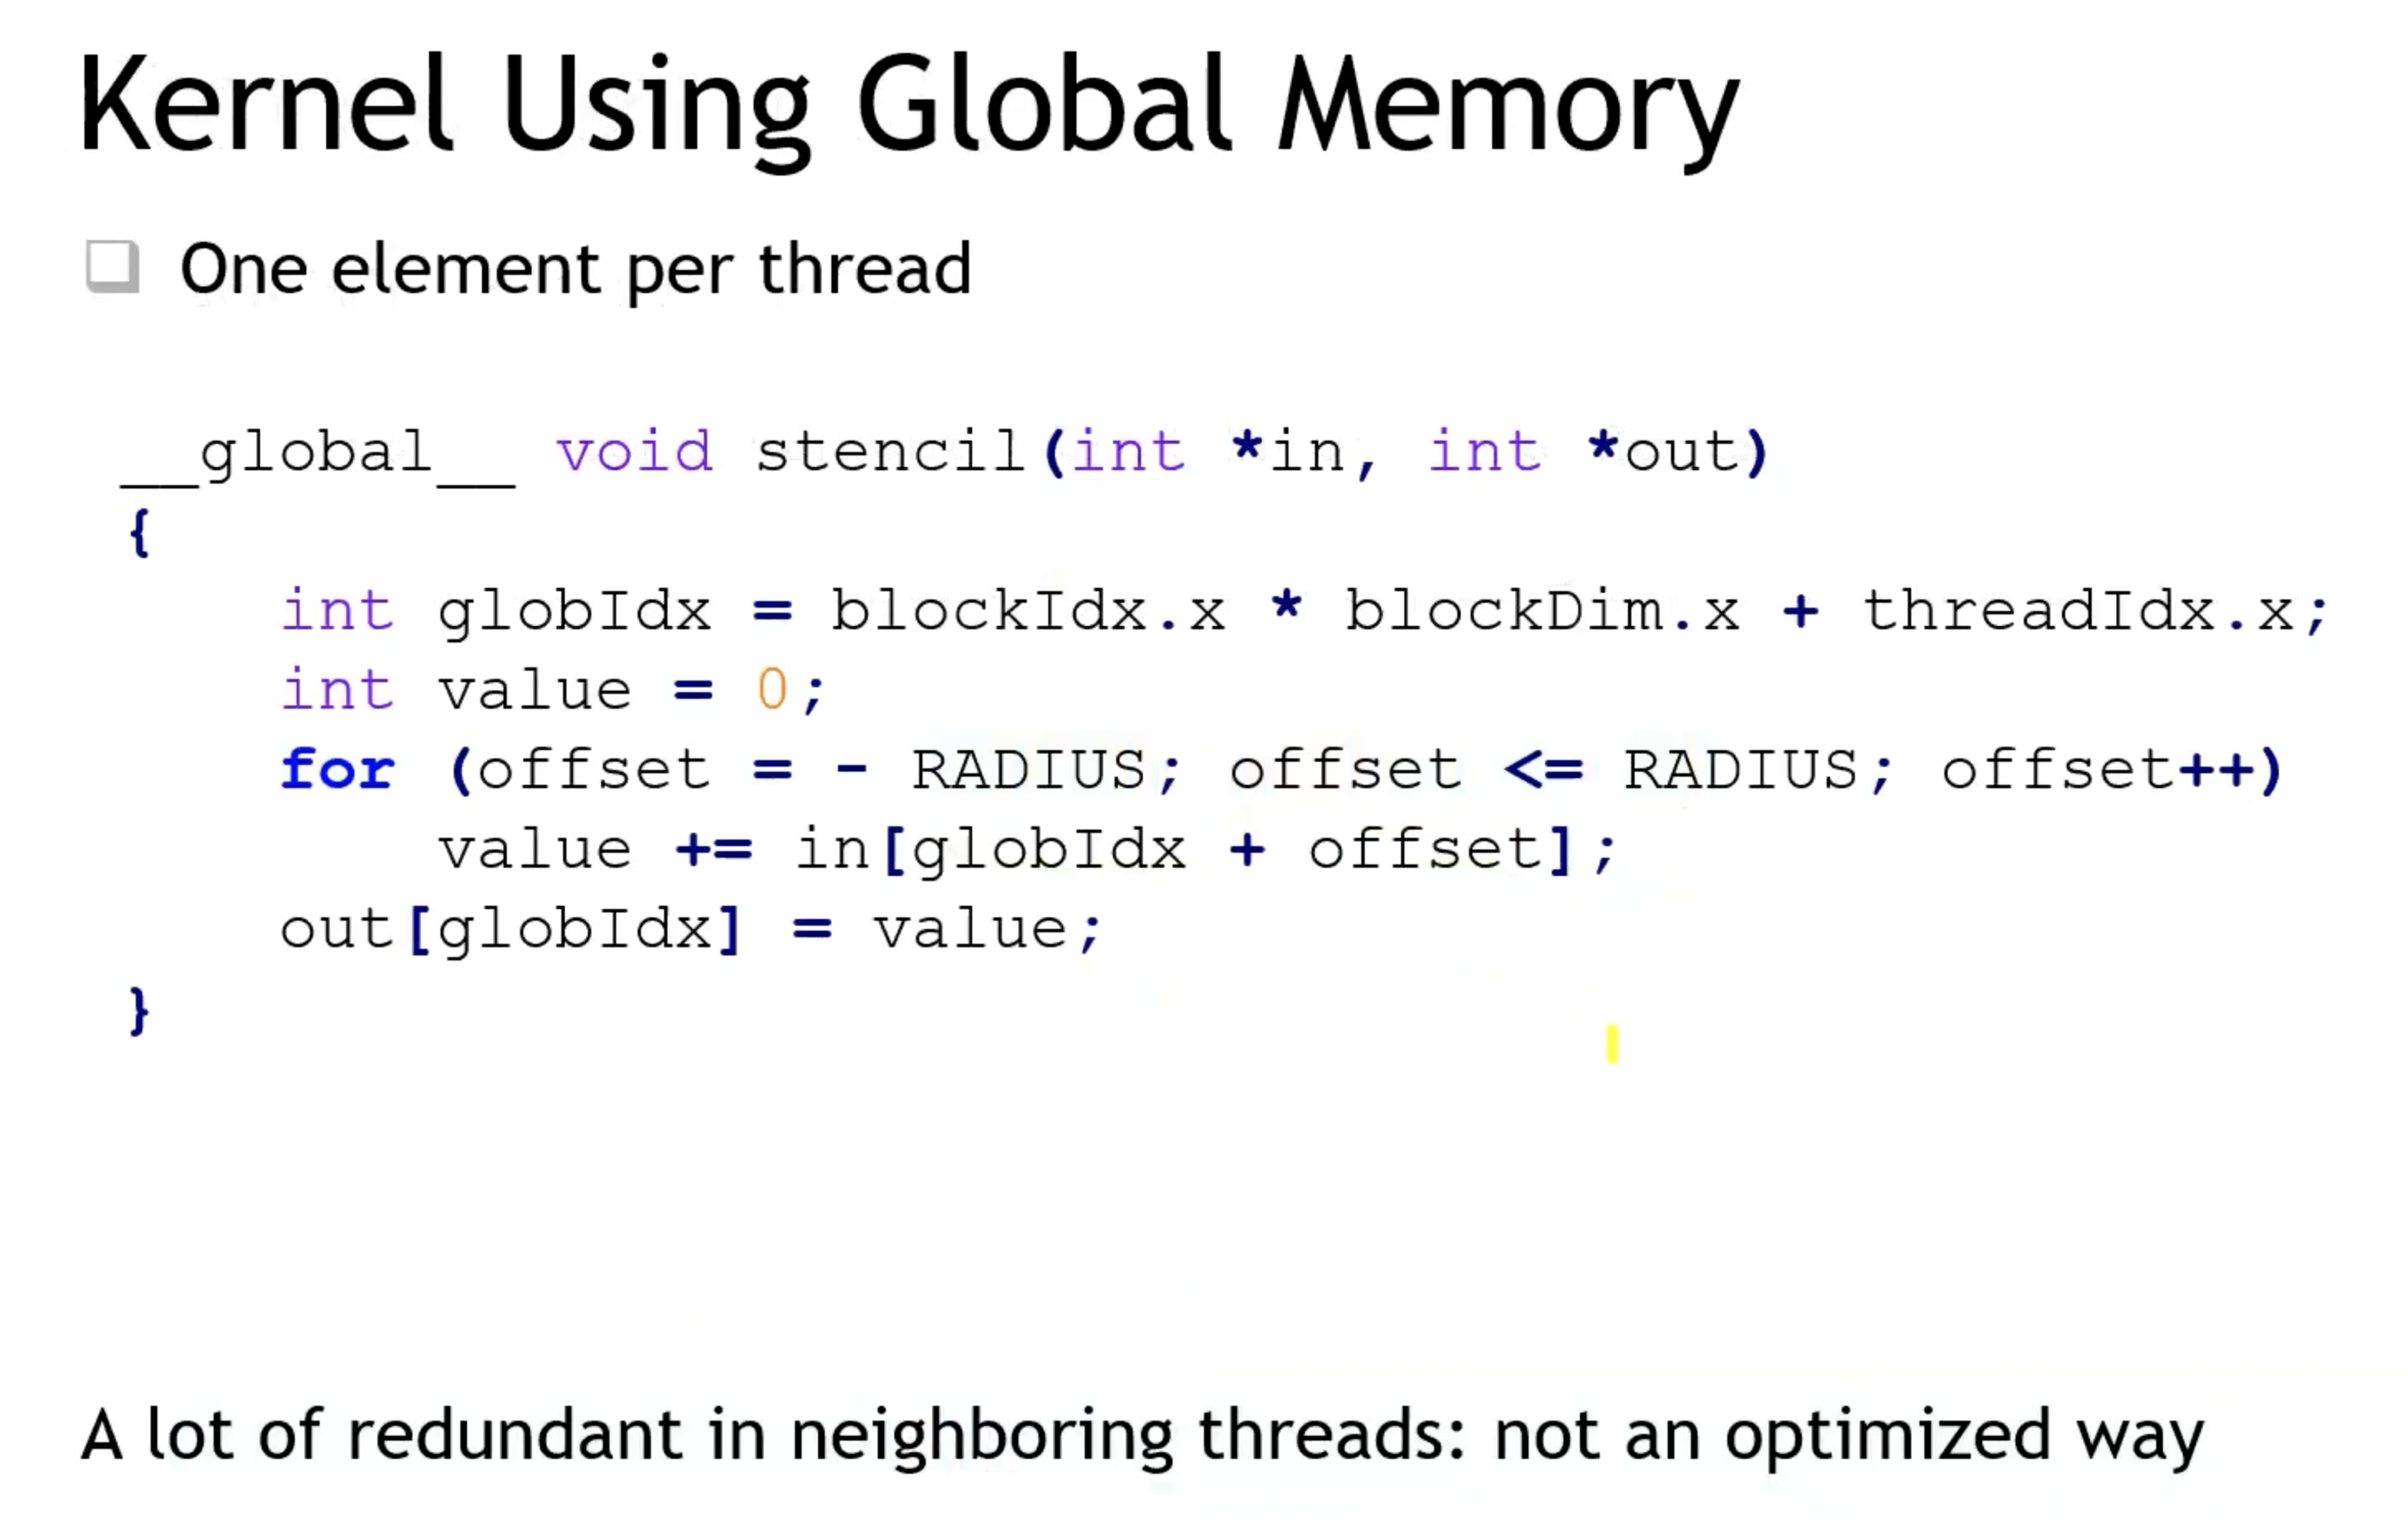 Kernel Using Global Memory
One element per thread
__global__ void stencil(int *in, int *out)
{
int globIdx = blockIdx.x * blockDim.x + threadIdx.x;
int value = 0;
for (offset = - RADIUS; offset <= RADIUS; offset++)
value += in[globIdx + offset];
out[globIdx] = value;
}
A lot of redundant in neighboring threads: not an optimized way